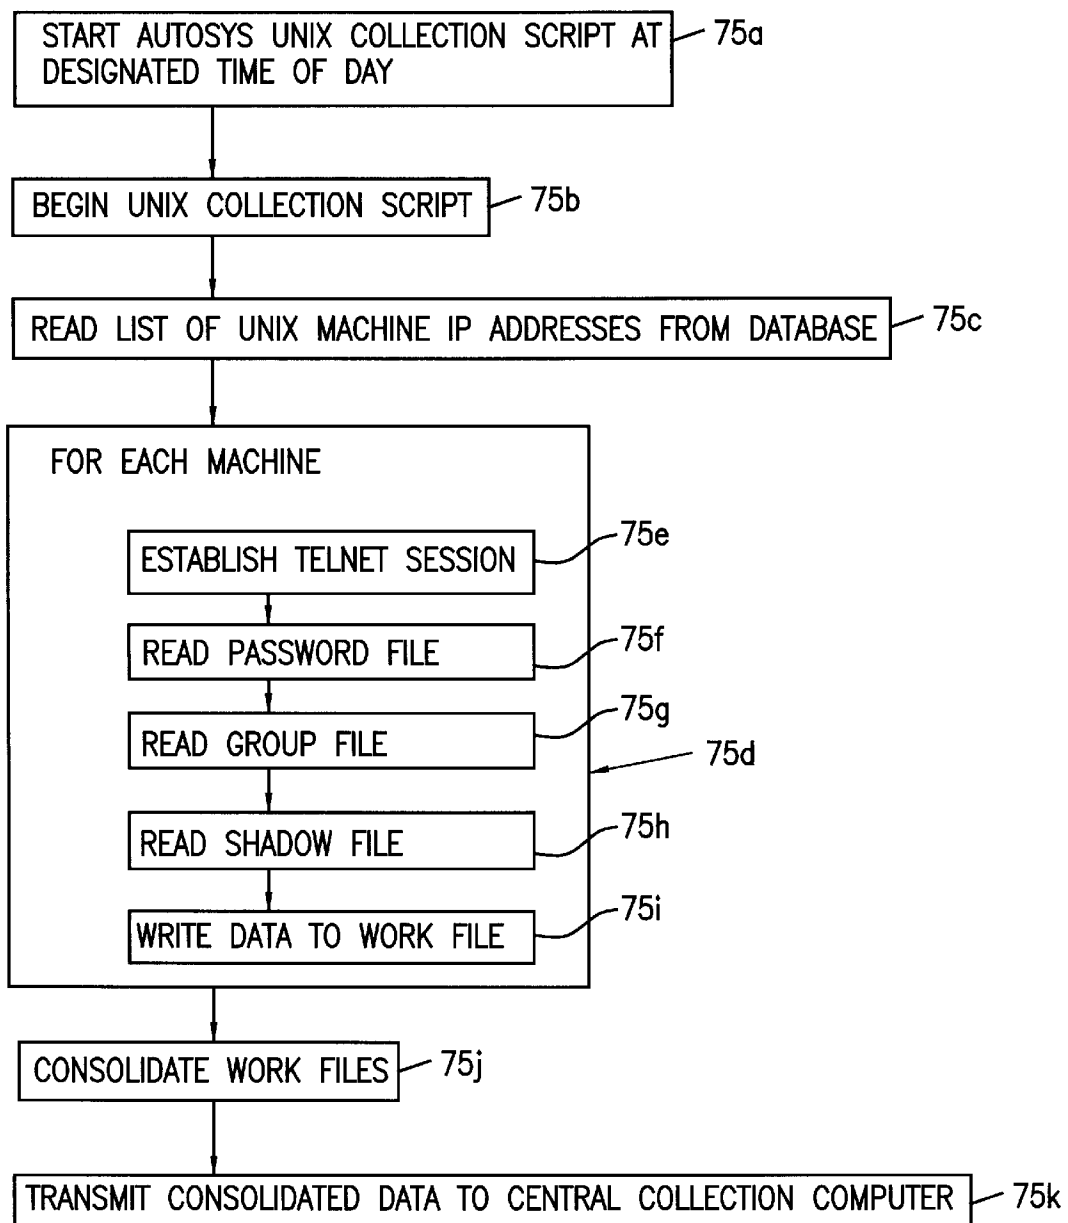 START AUTOSYS UNIX COLLECTION SCRIPT AT
DESIGNATED TIME OF DAY
75a
BEGIN UNIX COLLECTION SCRIPT
75b
READ LIST OF UNIX MACHINE IP ADDRESSES FROM DATABASE
75c
FOR EACH MACHINE
ESTABLISH TELNET SESSION
75e
READ PASSWORD FILE
75f
READ GROUP FILE
75g
75d
READ SHADOW FILE
75h
WRITE DATA TO WORK FILE
75i
CONSOLIDATE WORK FILES
75j
TRANSMIT CONSOLIDATED DATA TO CENTRAL COLLECTION COMPUTER
75k